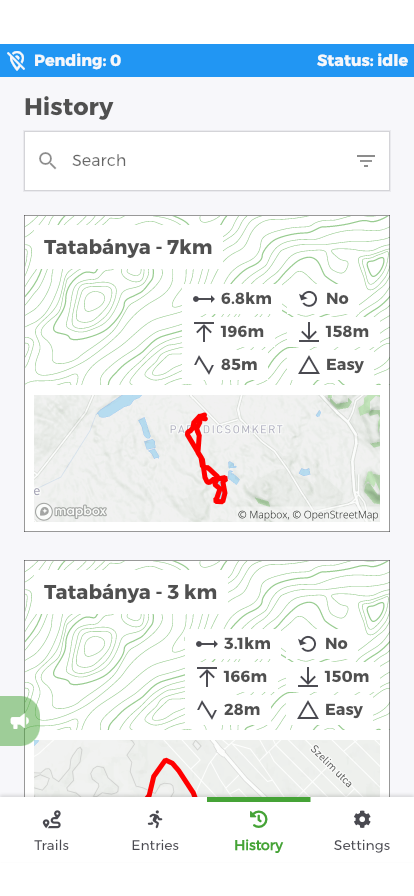 Pending: 0 Status: idle
History
Search
Tatabánya - 7km
6.8km No
196m 158m
85m Easy
PARADICSOMKERT
e
mapbox © Mapbox, © OpenStreetMap
Tatabánya - 3 km
3.1km No
166m 150m
28m Easy
Szelim utca
Trails Entries History Settings